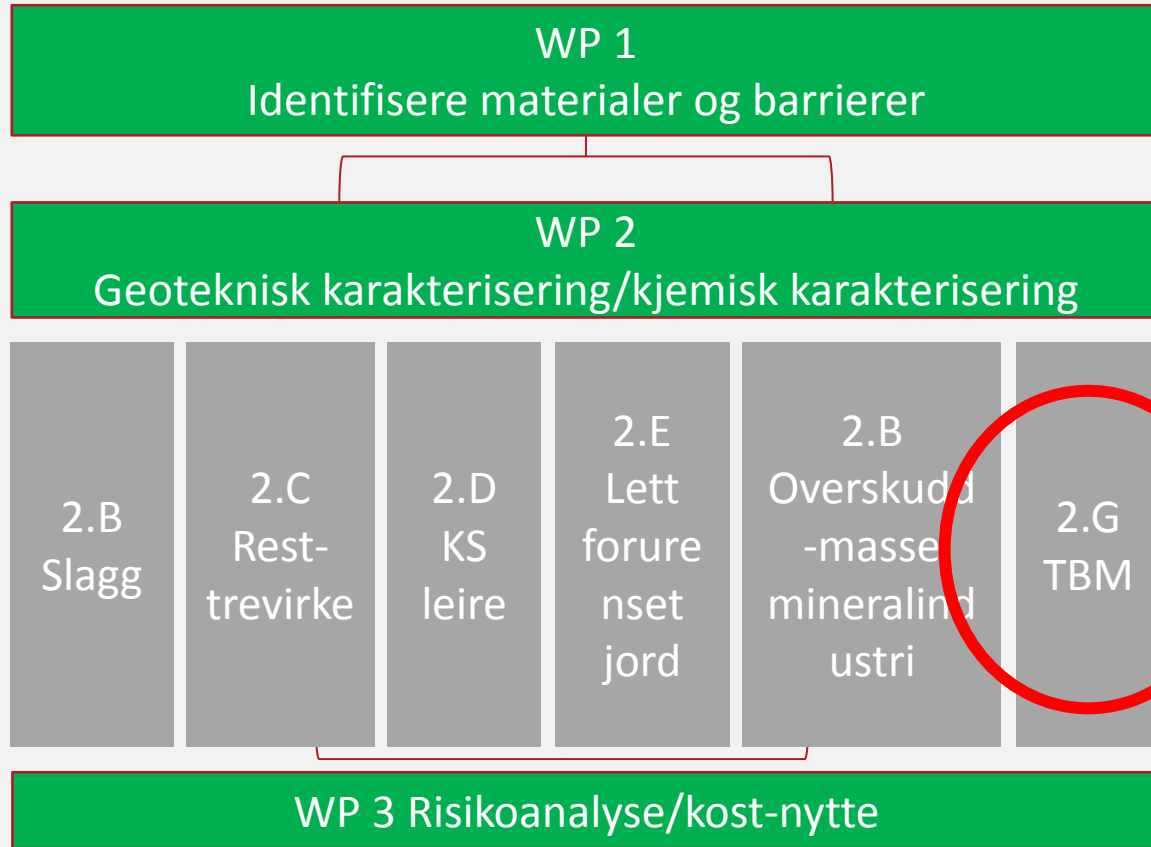 WP 1
Identifisere materialer og barrierer
WP 2
Geoteknisk karakterisering/kjemisk karakterisering
2.B
Slagg
2.C
Rest-
trevirke
2.D
KS
leire
2.E
Lett
forure
nset
jord
2.B
Overskudd
-masse
mineralind
ustri
2.G
TBM
WP 3 Risikoanalyse/kost-nytte